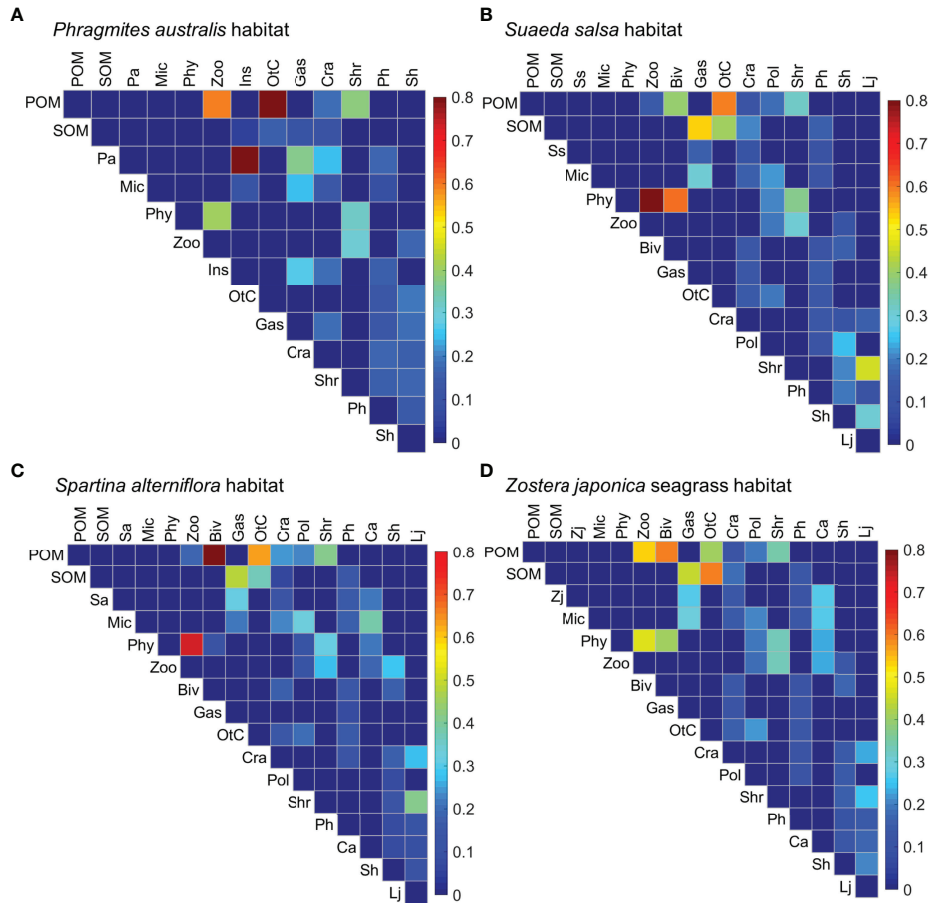 A
Phragmites australis habitat
POM SOM Pa Mic Phy Zoo Ins OtC Gas Cra Shr Ph Sh
POM
SOM
Pa
Mic
Phy
Zoo
Ins
OtC
Gas
Cra
Shr
Ph
Sh
0.8
0.7
0.6
0.5
0.4
0.3
0.2
0.1
0
B
Suaeda salsa habitat
POM SOM Ss Mic Phy Zoo Biv Gas OtC Cra Pol Shr Ph Sh Lj
POM
SOM
Ss
Mic
Phy
Zoo
Biv
Gas
OtC
Cra
Pol
Shr
Ph
Sh
Lj
0.8
0.7
0.6
0.5
0.4
0.3
0.2
0.1
0
C
Spartina alterniflora habitat
POM SOM Sa Mic Phy Zoo Biv Gas OtC Cra Pol Shr Ph Ca Sh Lj
POM
SOM
Sa
Mic
Phy
Zoo
Biv
Gas
OtC
Cra
Pol
Shr
Ph
Ca
Sh
Lj
0.8
0.7
0.6
0.5
0.4
0.3
0.2
0.1
0
D
Zostera japonica seagrass habitat
POM SOM Zj Mic Phy Zoo Biv Gas OtC Cra Pol Shr Ph Ca Sh Lj
POM
SOM
Zj
Mic
Phy
Zoo
Biv
Gas
OtC
Cra
Pol
Shr
Ph
Ca
Sh
Lj
0.8
0.7
0.6
0.5
0.4
0.3
0.2
0.1
0